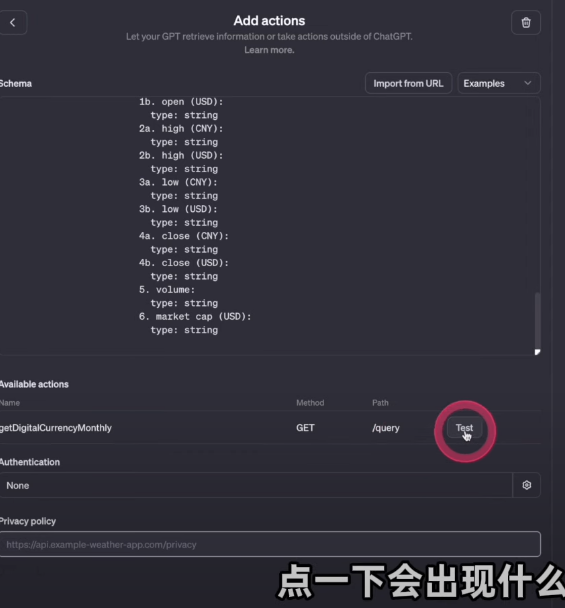 Add actions
Let your GPT retrieve information or take actions outside of ChatGPT.
Learn more.
Schema
Import from URL
Examples
1b. open (USD):
type: string
2a. high (CNY):
type: string
2b. high (USD):
type: string
3a. low (CNY):
type: string
3b. low (USD):
type: string
4a. close (CNY):
type: string
4b. close (USD):
type: string
5. volume:
type: string
6. market cap (USD):
type: string
Available actions
Name Method Path
getDigitalCurrencyMonthly GET /query Test
Authentication
None
Privacy policy
https://api.example-weather-app.com/privacy
点一下会出现什么